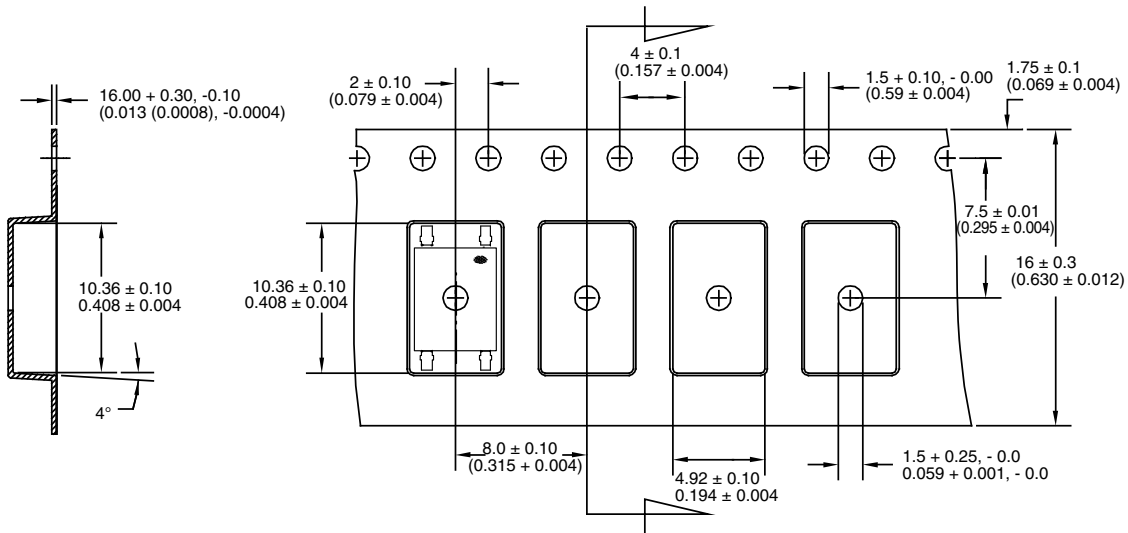 4 ± 0.1
(0.157 ± 0.004)
2 ± 0.10
(0.079 ± 0.004)
1.5 + 0.10, - 0.00
(0.59 ± 0.004)
1.75 ± 0.1
(0.069 ± 0.004)
16.00 + 0.30, -0.10
(0.013 (0.0008), -0.0004)
7.5 ± 0.01
(0.295 ± 0.004)
16 ± 0.3
(0.630 ± 0.012)
10.36 ± 0.10
0.408 ± 0.004
10.36 ± 0.10
0.408 ± 0.004
4°
8.0 ± 0.10
(0.315 + 0.004)
4.92 ± 0.10
0.194 ± 0.004
1.5 + 0.25, - 0.0
0.059 + 0.001, - 0.0